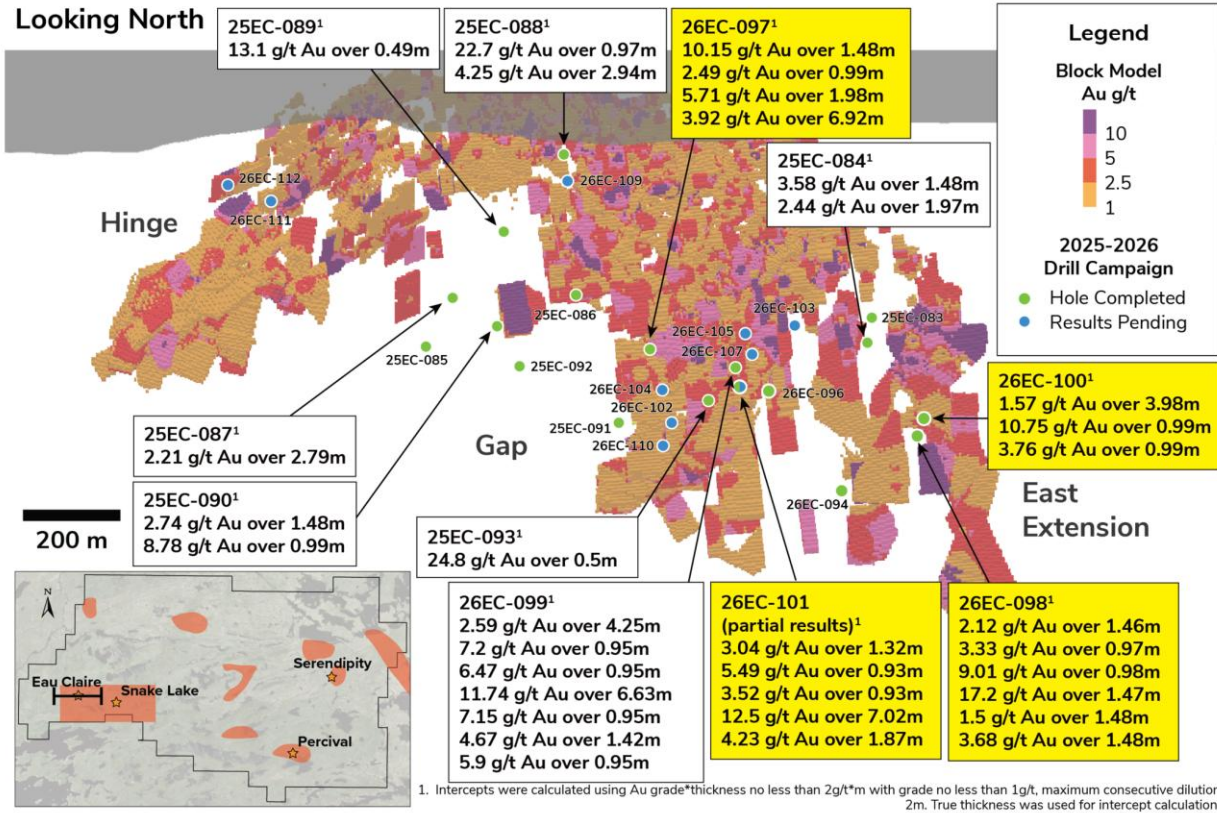 Looking North
25EC-089¹
13.1 g/t Au over 0.49m
25EC-088¹
22.7 g/t Au over 0.97m
4.25 g/t Au over 2.94m
26EC-097¹
10.15 g/t Au over 1.48m
2.49 g/t Au over 0.99m
5.71 g/t Au over 1.98m
3.92 g/t Au over 6.92m
25EC-084¹
3.58 g/t Au over 1.48m
2.44 g/t Au over 1.97m
Legend
Block Model
Au g/t
10
5
2.5
1
2025-2026
Drill Campaign
Hole Completed
Results Pending
26EC-112
26EC-111
26EC-109
Hinge
25EC-086
25EC-085
25EC-092
26EC-105
26EC-103
25EC-083
26EC-107
26EC-104
26EC-102
26EC-096
25EC-091
26EC-110
26EC-094
Gap
East
Extension
26EC-100¹
1.57 g/t Au over 3.98m
10.75 g/t Au over 0.99m
3.76 g/t Au over 0.99m
25EC-087¹
2.21 g/t Au over 2.79m
25EC-090¹
2.74 g/t Au over 1.48m
8.78 g/t Au over 0.99m
200 m
25EC-093¹
24.8 g/t Au over 0.5m
26EC-099¹
2.59 g/t Au over 4.25m
7.2 g/t Au over 0.95m
6.47 g/t Au over 0.95m
11.74 g/t Au over 6.63m
7.15 g/t Au over 0.95m
4.67 g/t Au over 1.42m
5.9 g/t Au over 0.95m
26EC-101
(partial results)¹
3.04 g/t Au over 1.32m
5.49 g/t Au over 0.93m
3.52 g/t Au over 0.93m
12.5 g/t Au over 7.02m
4.23 g/t Au over 1.87m
26EC-098¹
2.12 g/t Au over 1.46m
3.33 g/t Au over 0.97m
9.01 g/t Au over 0.98m
17.2 g/t Au over 1.47m
1.5 g/t Au over 1.48m
3.68 g/t Au over 1.48m
N
Eau Claire
Snake Lake
Serendipity
Percival
1. Intercepts were calculated using Au grade*thickness no less than 2g/t*m with grade no less than 1g/t, maximum consecutive dilution
2m. True thickness was used for intercept calculation